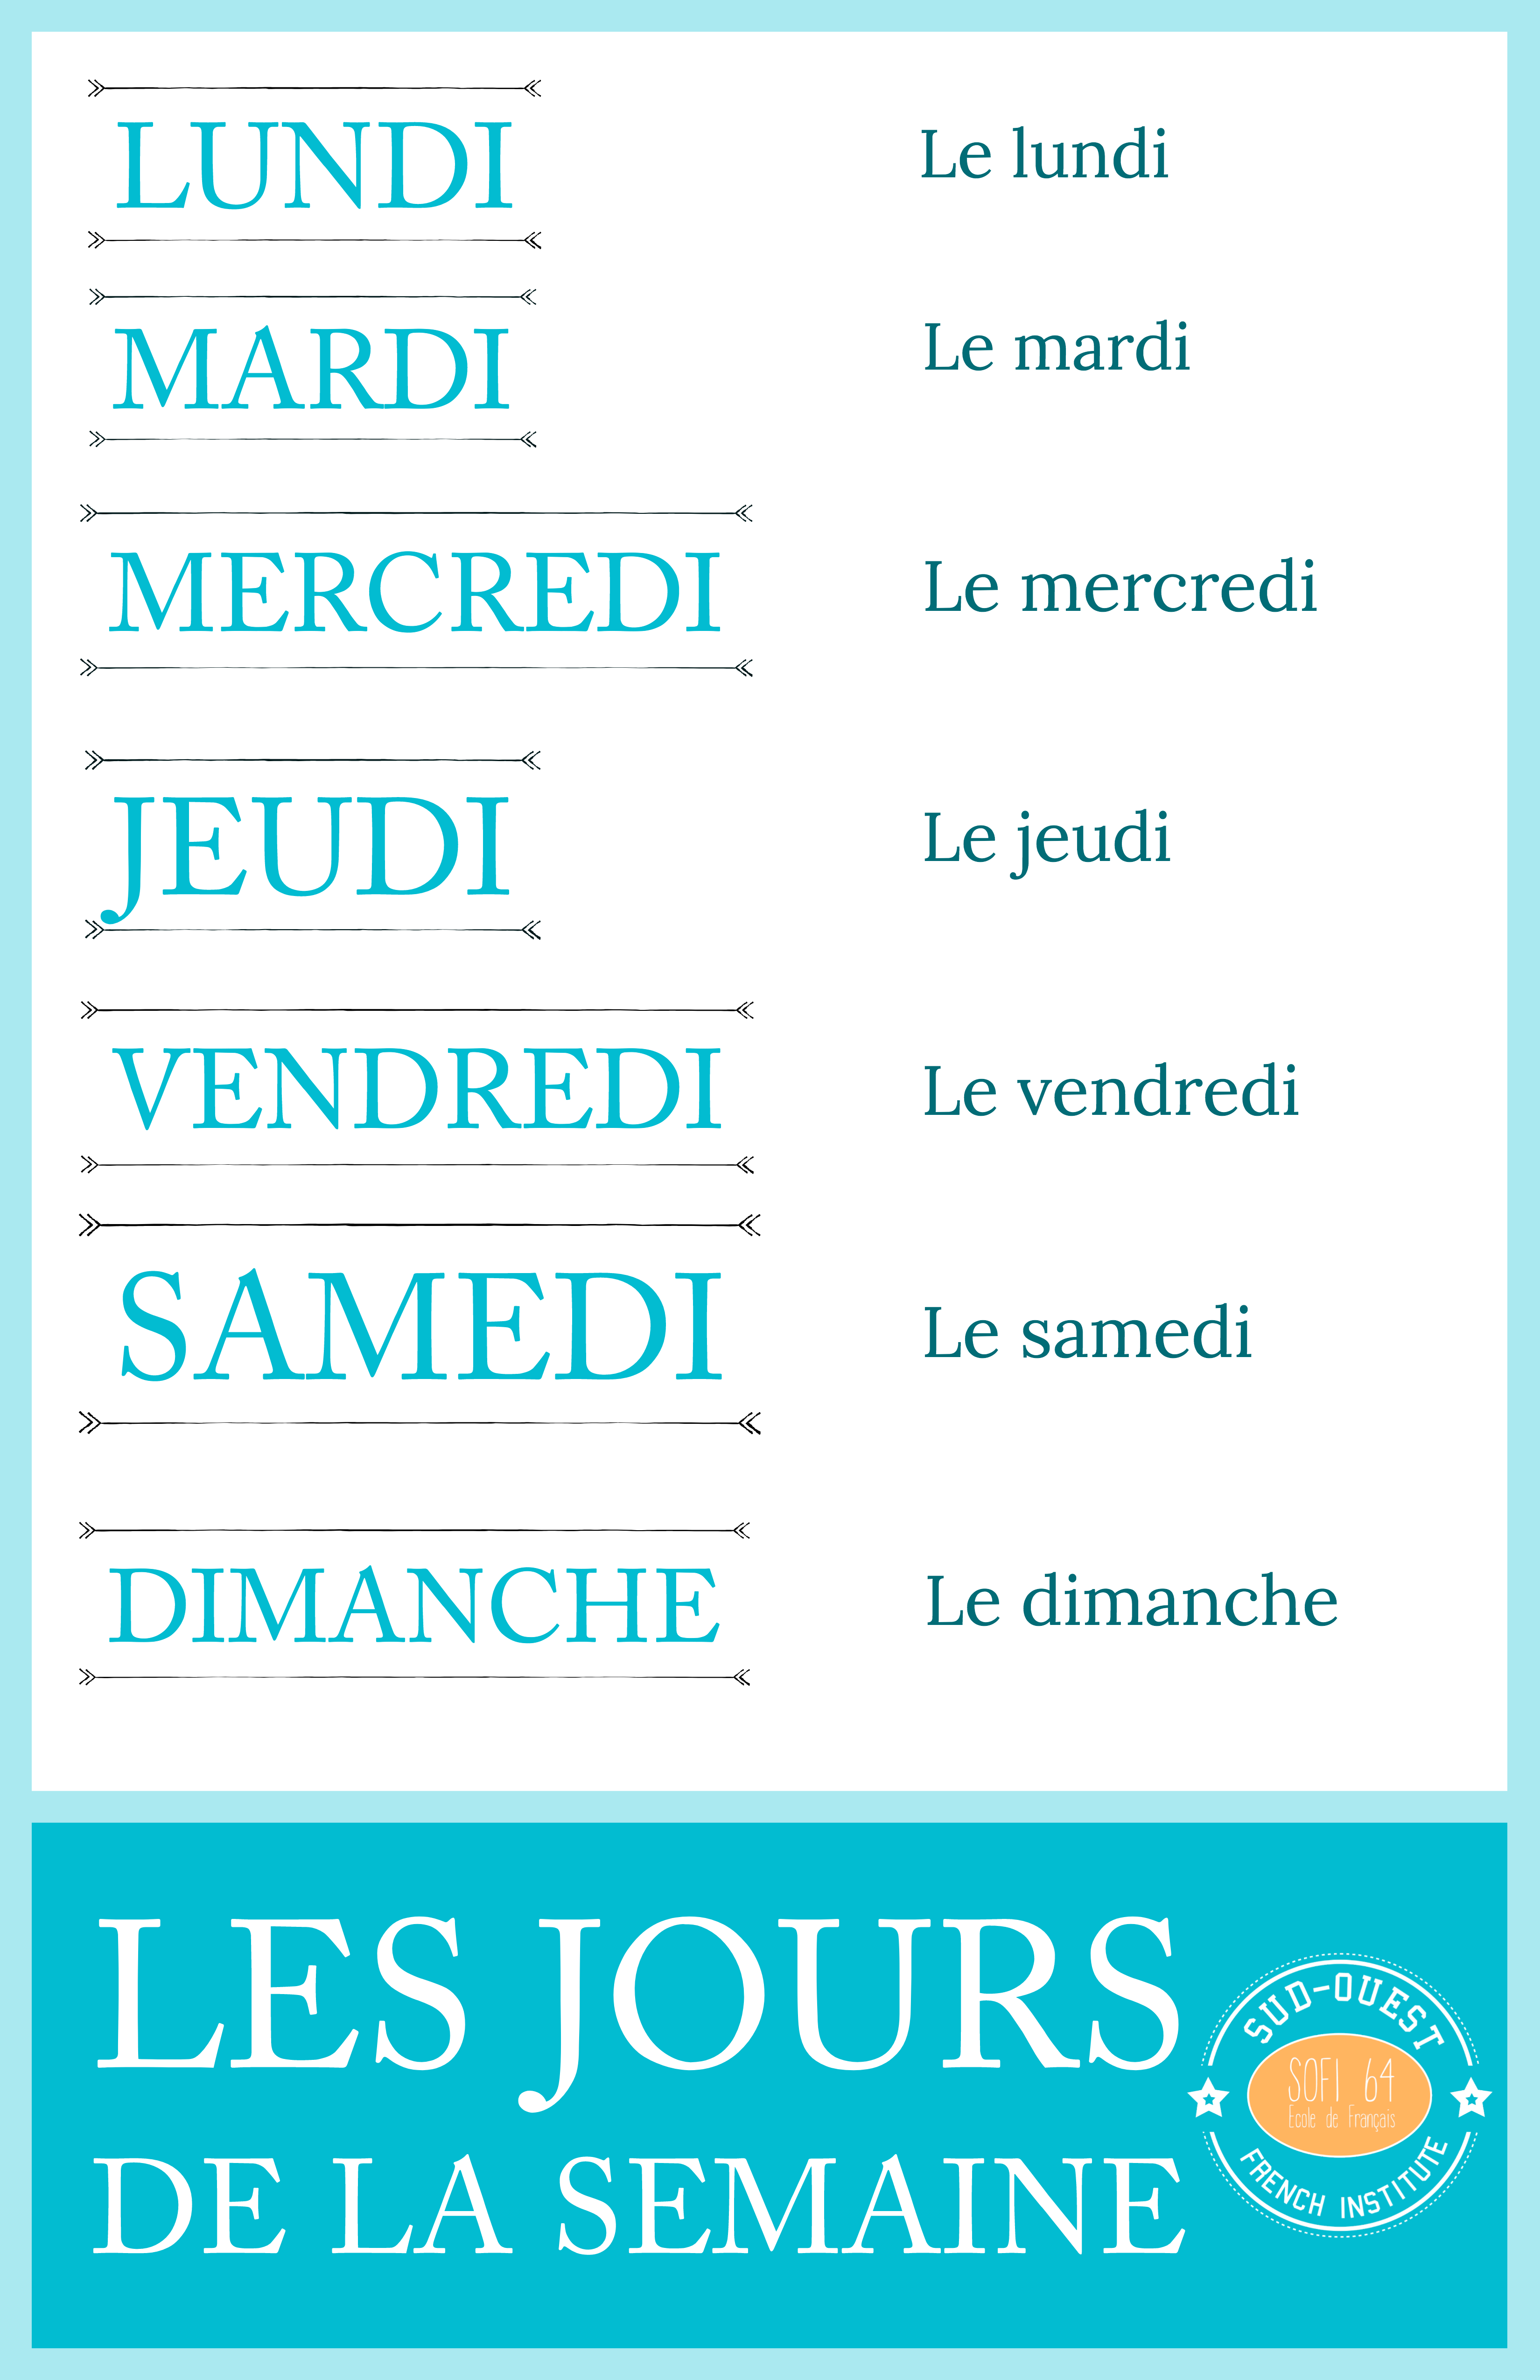 LUNDI
Le lundi
MARDI
Le mardi
MERCREDI
Le mercredi
JEUDI
Le jeudi
VENDREDI
Le vendredi
SAMEDI
Le samedi
DIMANCHE
Le dimanche
LES JOURS
DE LA SEMAINE
SUD-OUEST
SOFI 64
Ecole de Français
FRENCH INSTITUTE